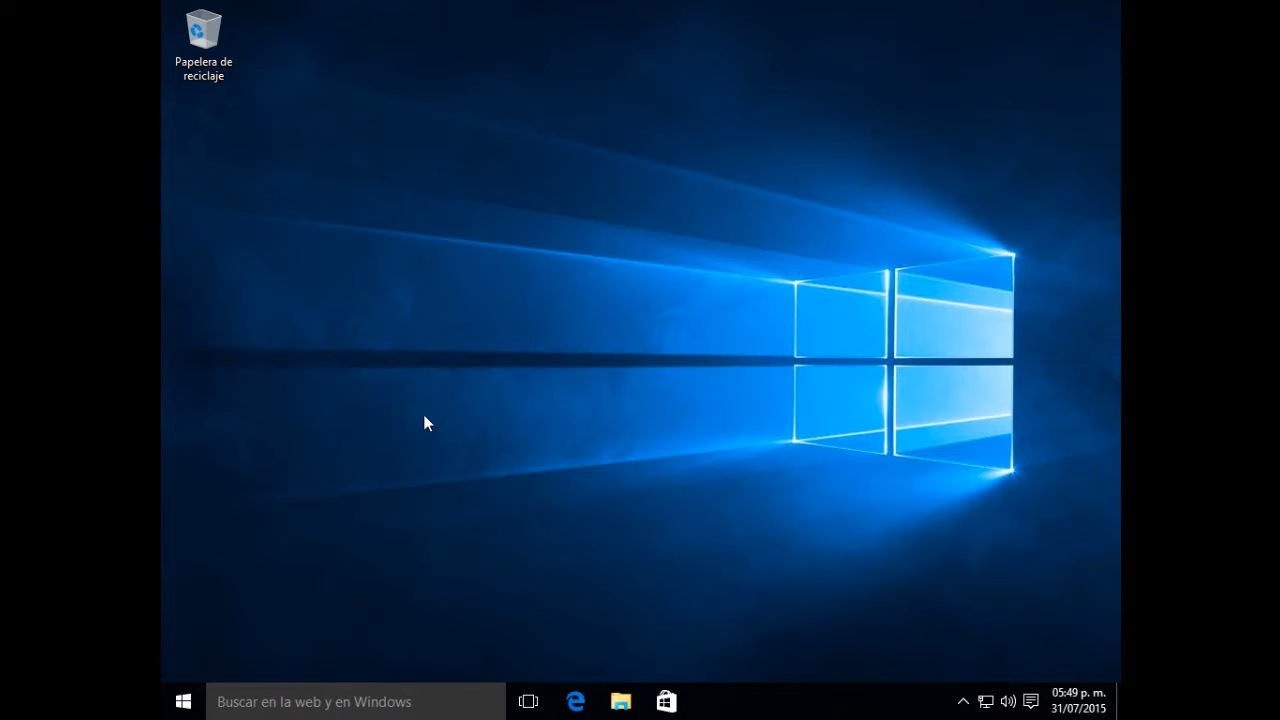 Papelera de
reciclaje
Buscar en la web y en Windows
05:49 p. m.
31/07/2015